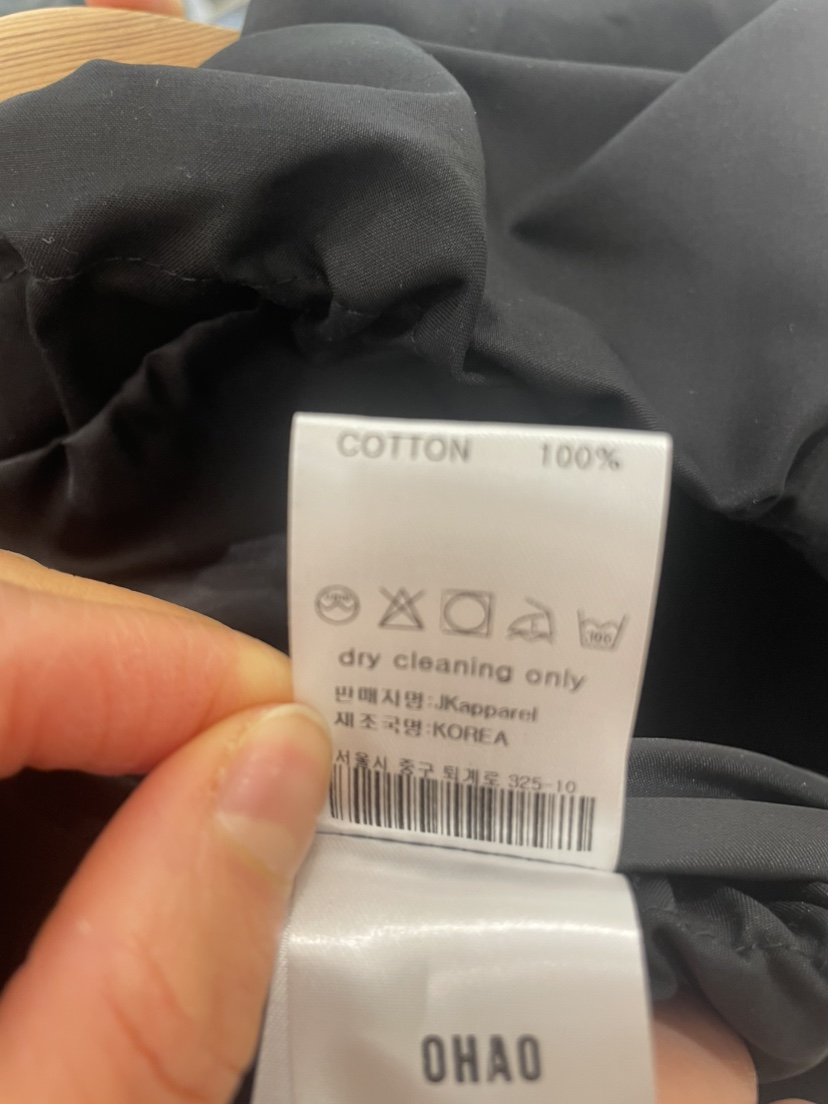 COTTON 100%
100
dry cleaning only
판매자명:JKapparel
제조국명:KOREA
서울시 중구 퇴계로 325-10
OHAO